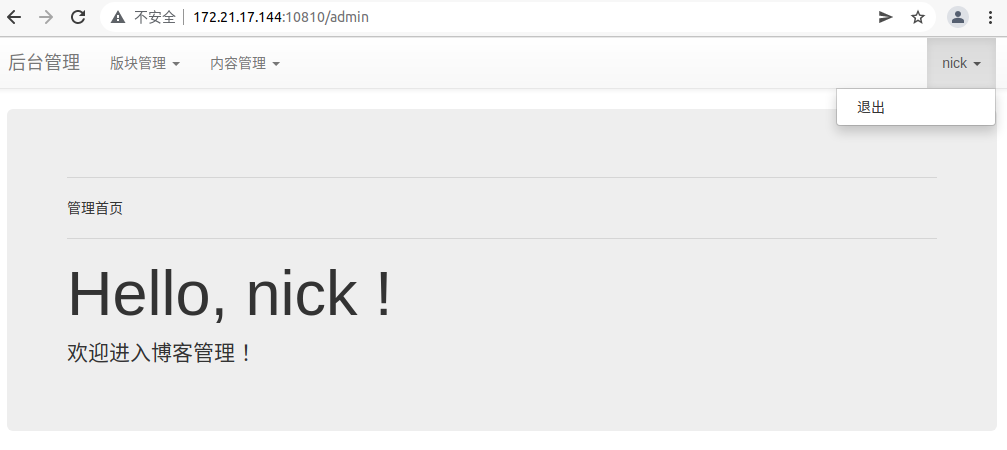 不安全 172.21.17.144:10810/admin
后台管理 版块管理 内容管理 nick
退出
管理首页
Hello, nick！
欢迎进入博客管理！